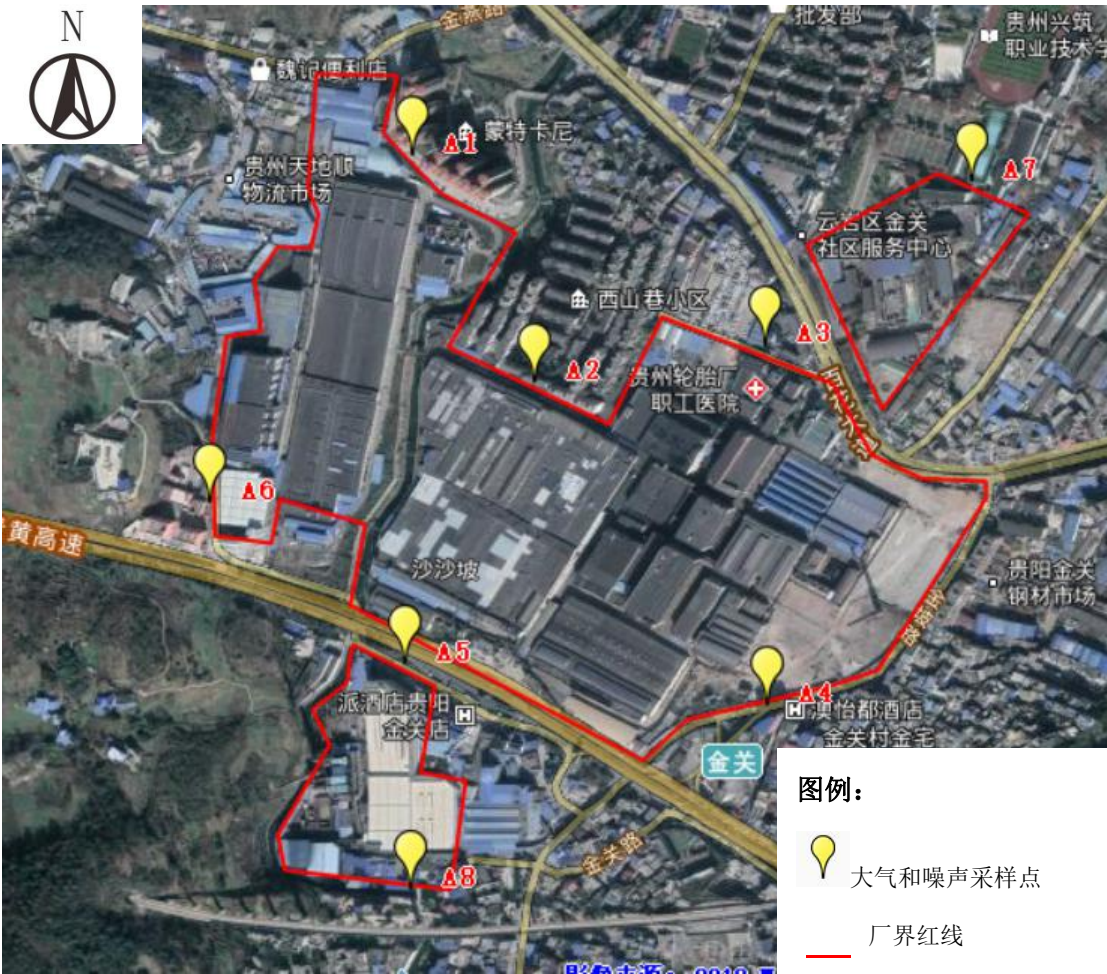 N
金燕路
批发部
贵州兴筑
职业技术学
魏记便利店
蒙特卡尼
A1
A7
贵州天地顺
物流市场
云岩区金关
社区服务中心
西山巷小区
A3
A2
贵州轮胎厂
职工医院
A6
黄高速
沙沙坡
贵阳金关
钢材市场
A5
A4
派酒店贵阳
金关店
H
H
澳怡都酒店
金关村金宅
金关
金关路
A8
图例：
大气和噪声采样点
厂界红线